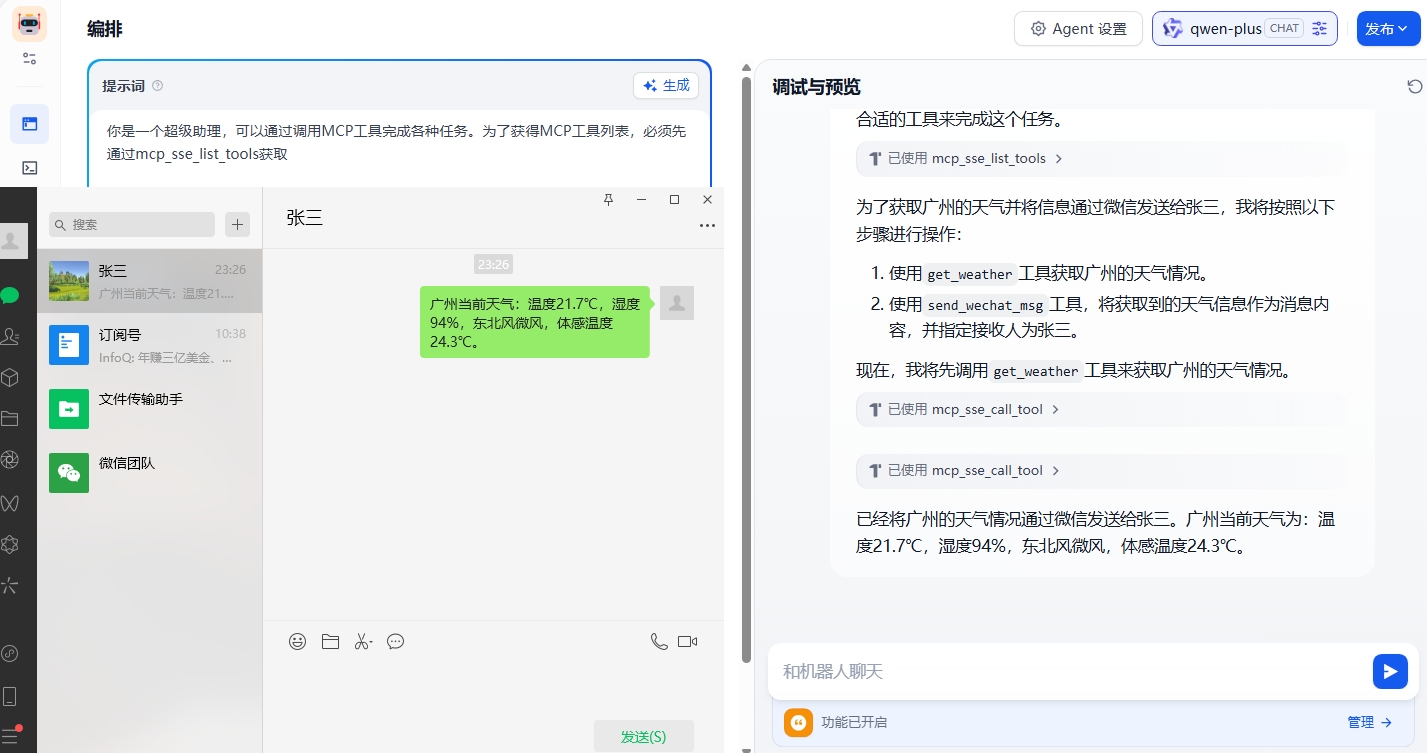 编排
Agent 设置
qwen-plus
CHAT
发布
提示词
生成
你是一个超级助理，可以通过调用MCP工具完成各种任务。为了获得MCP工具列表，必须先
通过mcp_sse_list_tools获取
搜索
张三
23:26
广州当前天气：温度21....
订阅号
10:38
InfoQ: 年赚三亿美金、...
文件传输助手
微信团队
张三
23:26
广州当前天气：温度21.7℃，湿度
94%，东北风微风，体感温度
24.3℃。
发送(S)
调试与预览
合适的工具来完成这个任务。
已使用 mcp_sse_list_tools
为了获取广州的天气并将信息通过微信发送给张三，我将按照以下
步骤进行操作：
1. 使用 get_weather 工具获取广州的天气情况。
2. 使用 send_wechat_msg 工具，将获取到的天气信息作为消息内
容，并指定接收人为张三。
现在，我将先调用 get_weather 工具来获取广州的天气情况。
已使用 mcp_sse_call_tool
已使用 mcp_sse_call_tool
已经将广州的天气情况通过微信发送给张三。广州当前天气为：温
度21.7℃，湿度94%，东北风微风，体感温度24.3℃。
和机器人聊天
功能已开启
管理